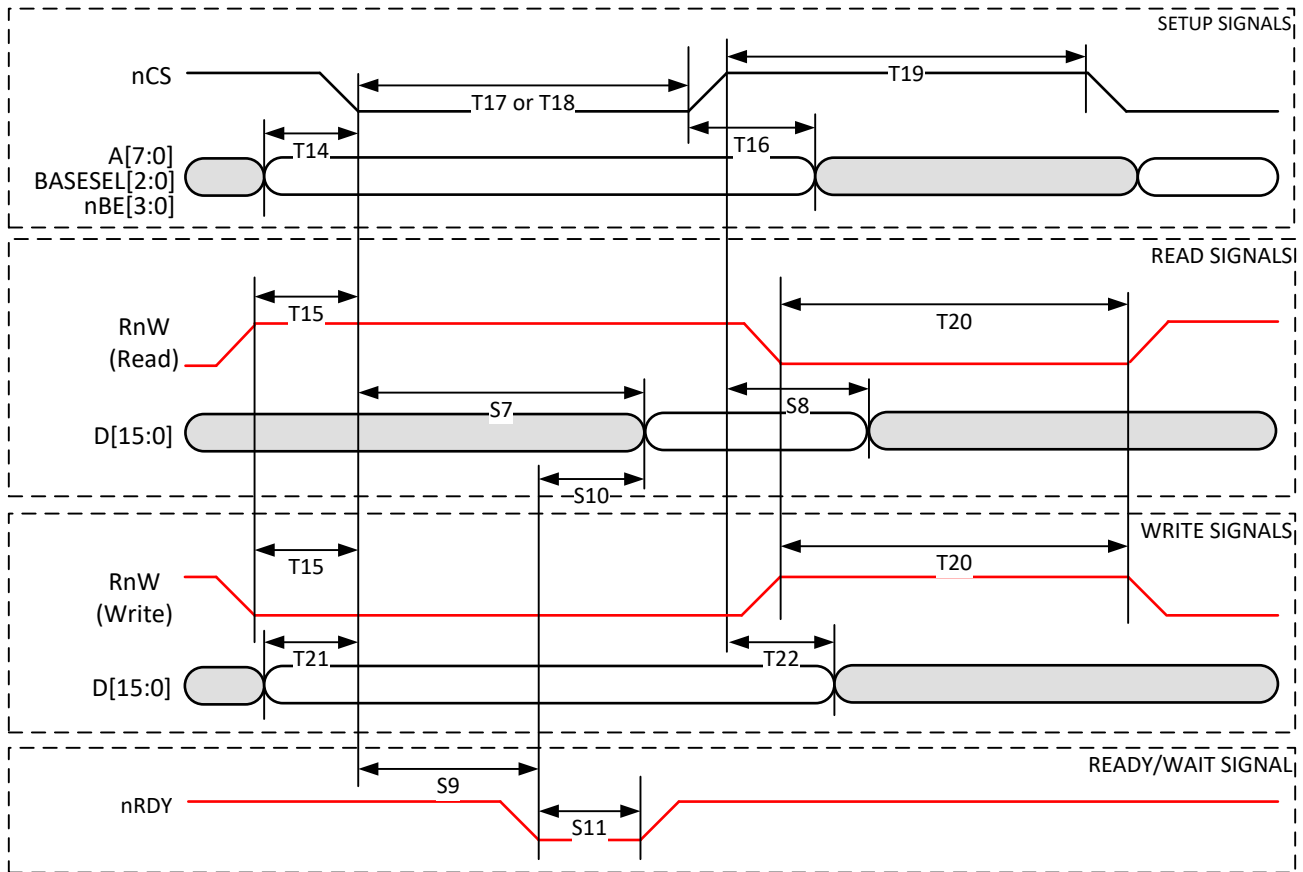 SETUP SIGNALS
nCS
T19
T17 or T18
T14
T16
A[7:0]
BASESEL[2:0]
nBE[3:0]
READ SIGNALS
T15
T20
RnW
(Read)
S7
S8
D[15:0]
S10
WRITE SIGNALS
T15
T20
RnW
(Write)
T21
T22
D[15:0]
READY/WAIT SIGNAL
S9
nRDY
S11